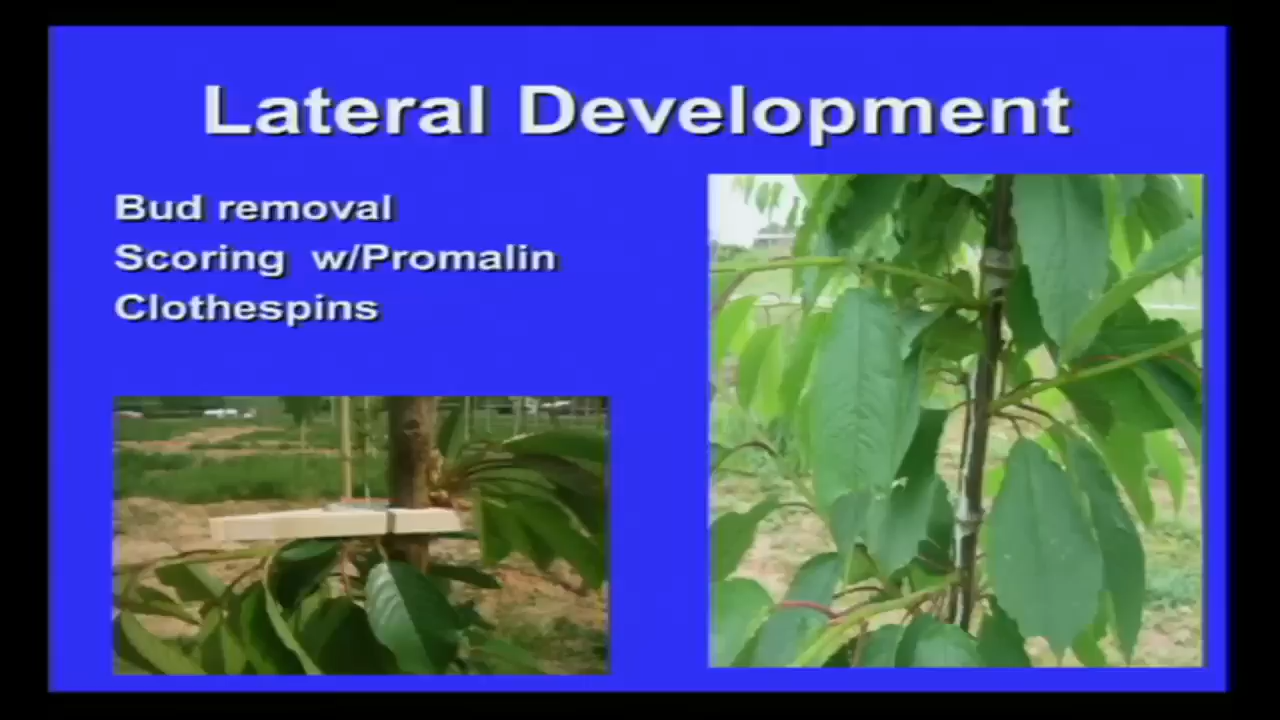 Lateral Development
Bud removal
Scoring w/Promalin
Clothespins